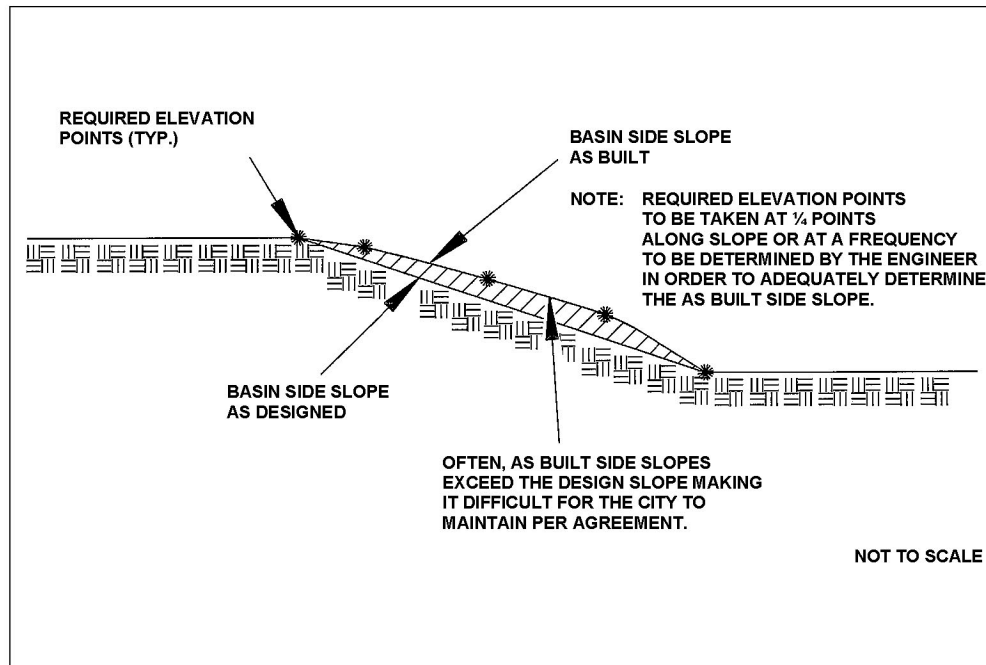 REQUIRED ELEVATION
POINTS (TYP.)
BASIN SIDE SLOPE
AS BUILT
NOTE: REQUIRED ELEVATION POINTS
TO BE TAKEN AT ¼ POINTS
ALONG SLOPE OR AT A FREQUENCY
TO BE DETERMINED BY THE ENGINEER
IN ORDER TO ADEQUATELY DETERMINE
THE AS BUILT SIDE SLOPE.
BASIN SIDE SLOPE
AS DESIGNED
OFTEN, AS BUILT SIDE SLOPES
EXCEED THE DESIGN SLOPE MAKING
IT DIFFICULT FOR THE CITY TO
MAINTAIN PER AGREEMENT.
NOT TO SCALE